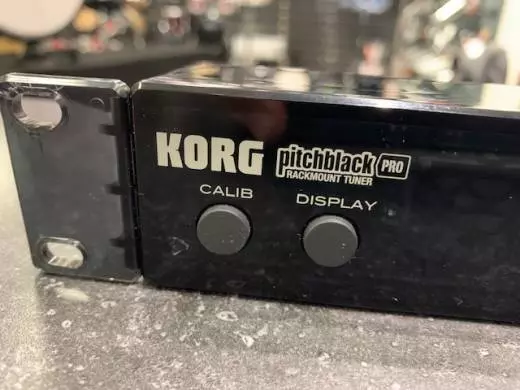 KORG pitchblack PRO
RACKMOUNT TUNER
CALIB DISPLAY